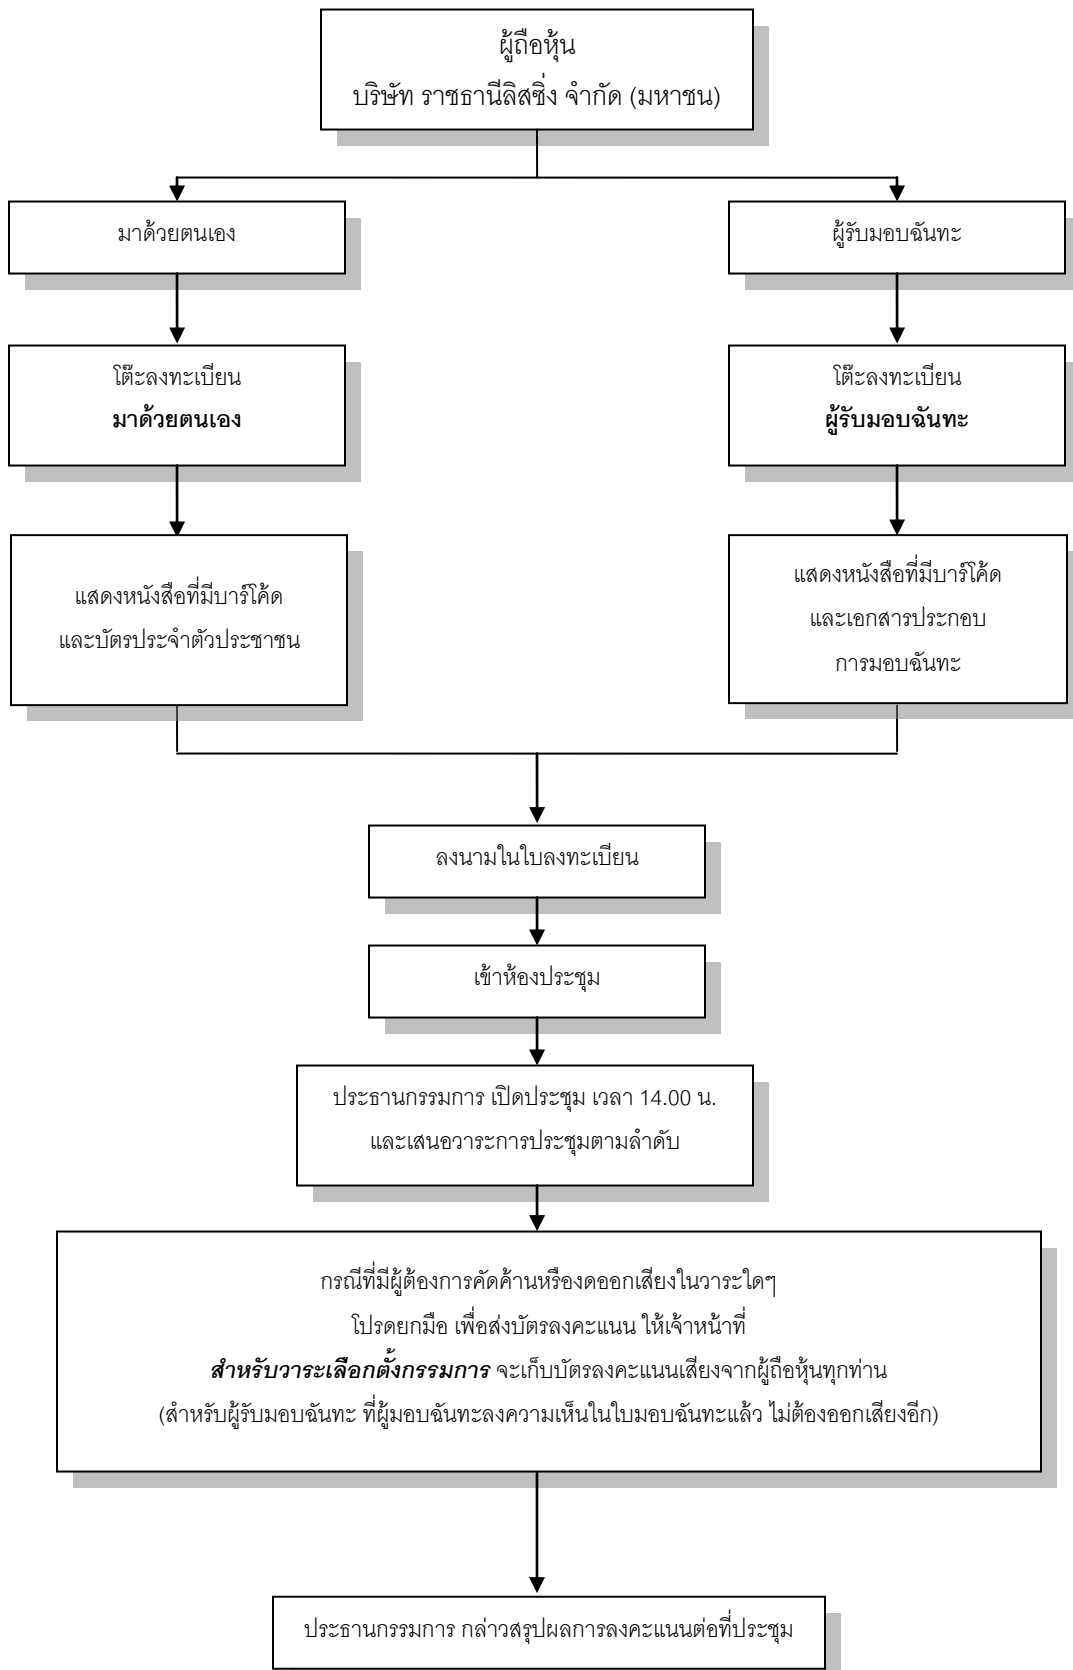 ผู้ถือหุ้น
บริษัท ราชธานีลิสซิ่ง จำกัด (มหาชน)
มาด้วยตนเอง
ผู้รับมอบฉันทะ
โต๊ะลงทะเบียน
มาด้วยตนเอง
โต๊ะลงทะเบียน
ผู้รับมอบฉันทะ
แสดงหนังสือที่มีบาร์โค้ด
และบัตรประจำตัวประชาชน
แสดงหนังสือที่มีบาร์โค้ด
และเอกสารประกอบ
การมอบฉันทะ
ลงนามในใบลงทะเบียน
เข้าห้องประชุม
ประธานกรรมการ เปิดประชุม เวลา 14.00 น.
และเสนอวาระการประชุมตามลำดับ
กรณีที่มีผู้ต้องการคัดค้านหรืองดออกเสียงในวาระใดๆ
โปรดยกมือ เพื่อส่งบัตรลงคะแนน ให้เจ้าหน้าที่
สำหรับวาระเลือกตั้งกรรมการ จะเก็บบัตรลงคะแนนเสียงจากผู้ถือหุ้นทุกท่าน
(สำหรับผู้รับมอบฉันทะ ที่ผู้มอบฉันทะลงความเห็นในใบมอบฉันทะแล้ว ไม่ต้องออกเสียงอีก)
ประธานกรรมการ กล่าวสรุปผลการลงคะแนนต่อที่ประชุม